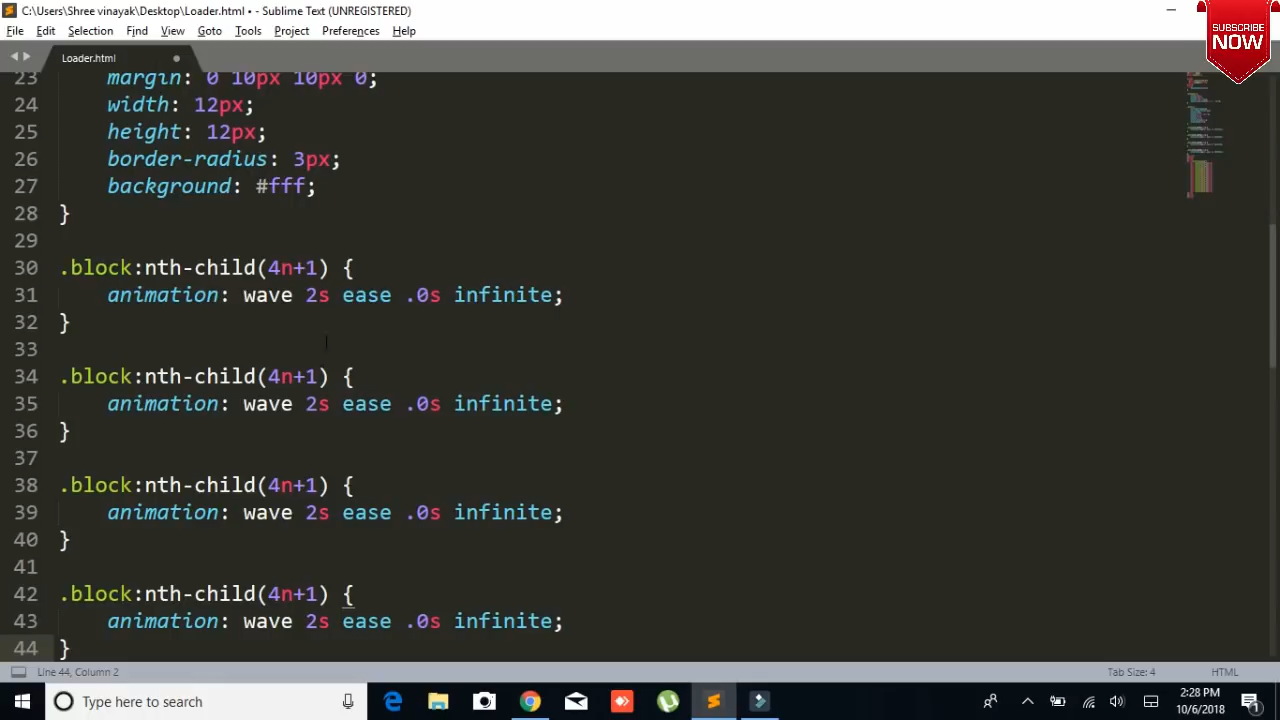 C:\Users\Shree vinayak\Desktop\Loader.html • - Sublime Text (UNREGISTERED)
SUBSCRIBE
NOW
File Edit Selection Find View Goto Tools Project Preferences Help
Loader.html
23 margin: 0 10px 10px 0;
24 width: 12px;
25 height: 12px;
26 border-radius: 3px;
27 background: #fff;
28 }
29
30 .block:nth-child(4n+1) {
31 animation: wave 2s ease .0s infinite;
32 }
33
34 .block:nth-child(4n+1) {
35 animation: wave 2s ease .0s infinite;
36 }
37
38 .block:nth-child(4n+1) {
39 animation: wave 2s ease .0s infinite;
40 }
41
42 .block:nth-child(4n+1) {
43 animation: wave 2s ease .0s infinite;
44 }
Line 44, Column 2 Tab Size: 4 HTML
Type here to search
2:28 PM
10/6/2018
1